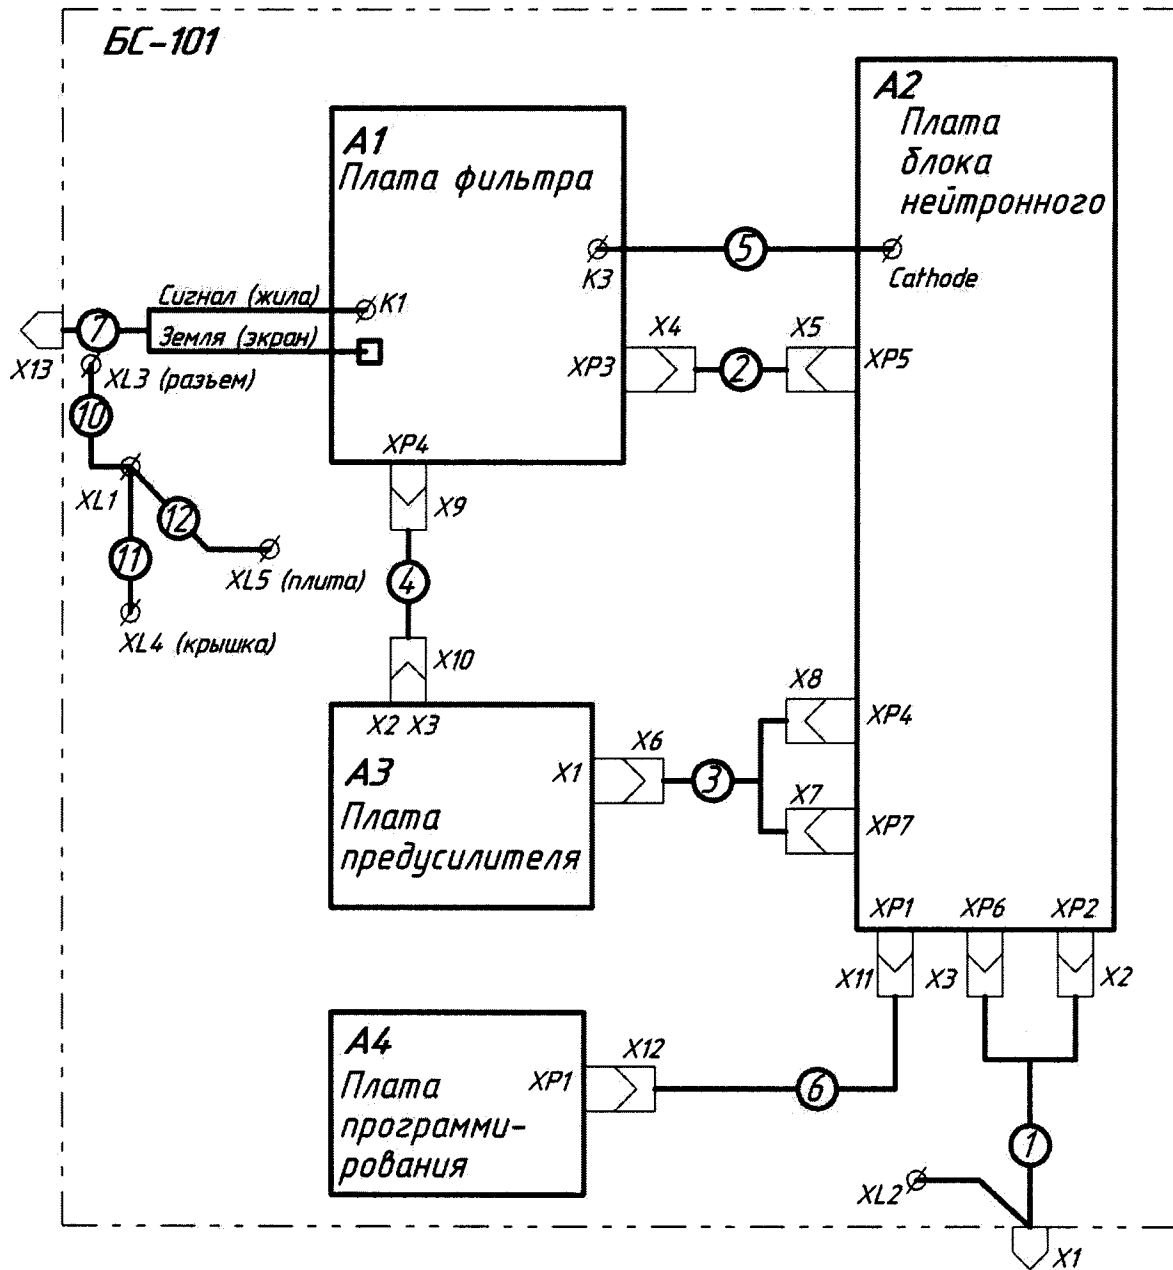 БС-101
A1
Плата фильтра
A2
Плата
блока
нейтронного
K3
5
Cathode
Сигнал (жила)
K1
7
Земля (экран)
X13
XL3 (разъем)
XP3
X4
2
X5
XP5
10
XL1
12
11
XL5 (плита)
XL4 (крышка)
XP4
X9
4
X10
X2 X3
A3
Плата
предусилителя
X1
X6
3
X8
XP4
X7
XP7
XP1 XP6 XP2
X11 X3 X2
A4
Плата
программи-
рования
XP1
X12
6
1
XL2
X1